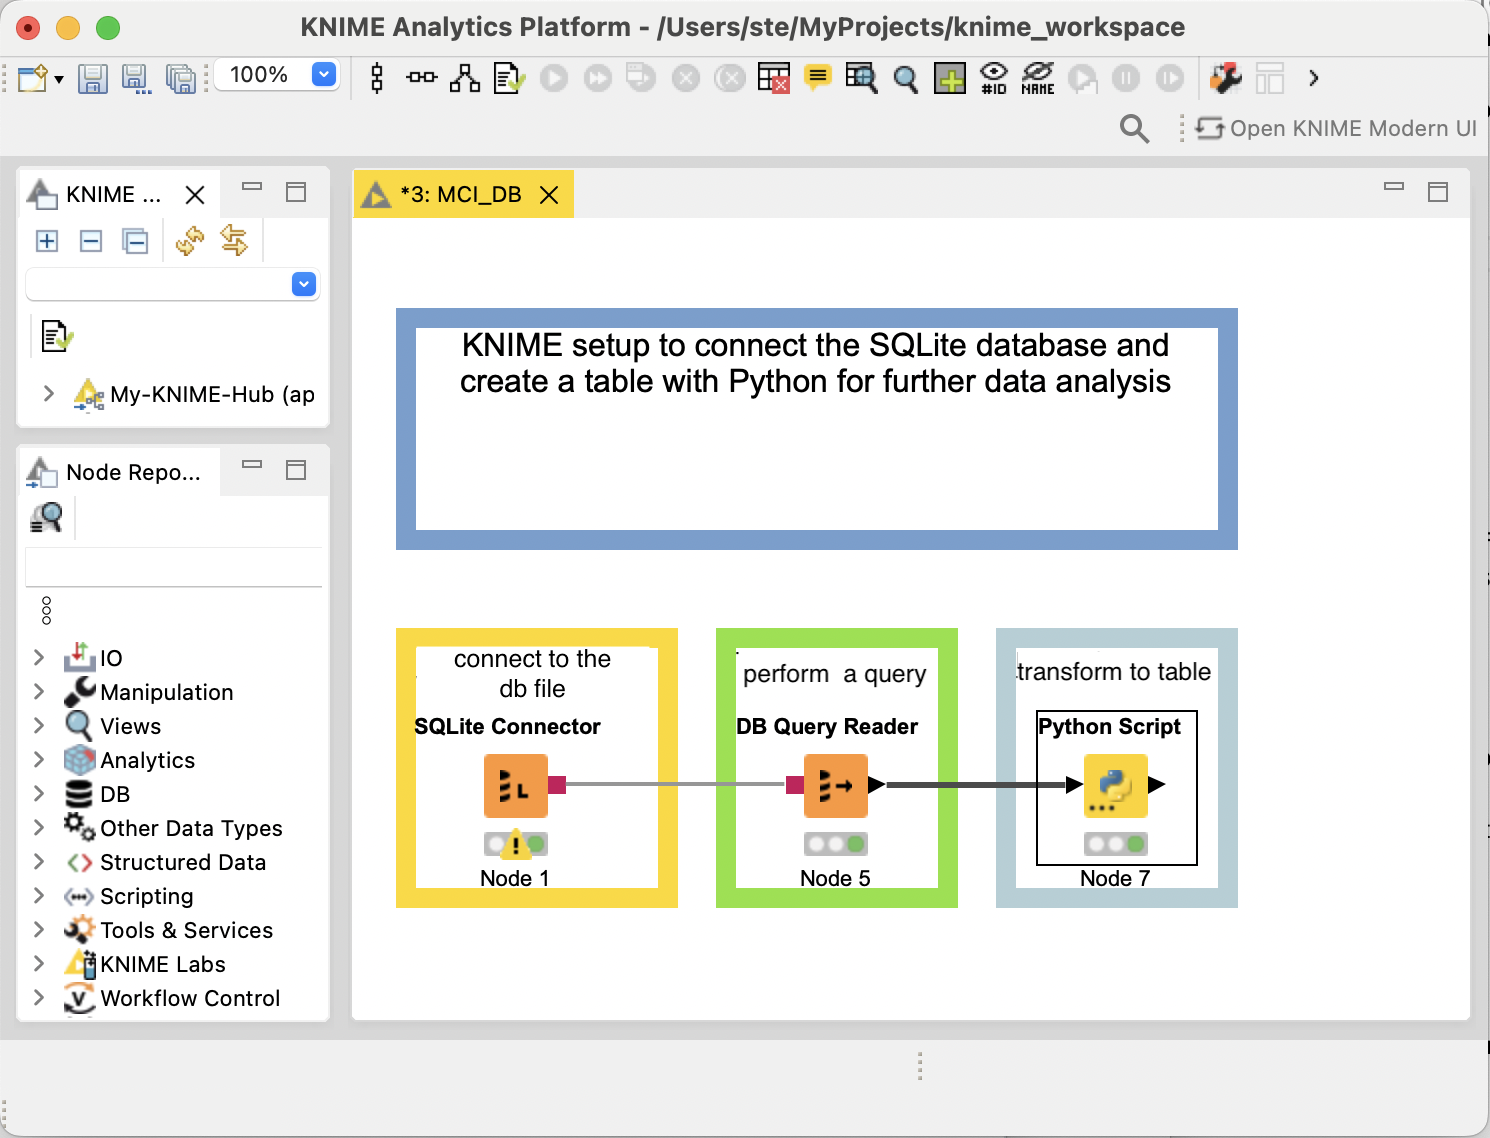 KNIME Analytics Platform - /Users/ste/MyProjects/knime_workspace
100%
#ID
NAME
Open KNIME Modern UI
KNIME ...
*3: MCI_DB
My-KNIME-Hub (ap
Node Repo...
IO
Manipulation
Views
Analytics
DB
Other Data Types
Structured Data
Scripting
Tools & Services
KNIME Labs
Workflow Control
KNIME setup to connect the SQLite database and
create a table with Python for further data analysis
connect to the
db file
SQLite Connector
Node 1
perform  a query
DB Query Reader
Node 5
transform to table
Python Script
Node 7